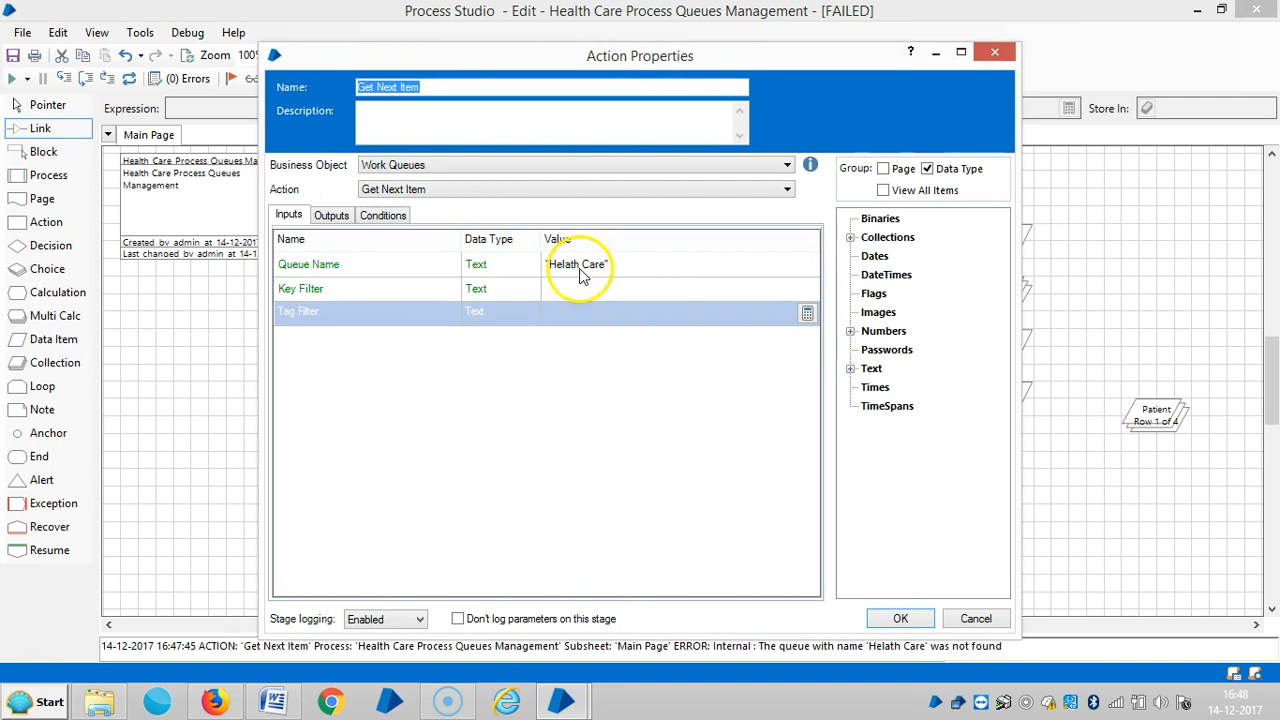 Process Studio - Edit - Health Care Process Queues Management - [FAILED]
File Edit View Tools Debug Help
Zoom 100%
(0) Errors
Pointer
Link
Block
Process
Page
Action
Decision
Choice
Calculation
Multi Calc
Data Item
Collection
Loop
Note
Anchor
End
Alert
Exception
Recover
Resume
Expression:
Store In:
Main Page
Health Care Process Queues Ma
Health Care Process Queues
Management
Created by admin at 14-12-201
Last changed by admin at 14-1
Action Properties
?
Name: Get Next Item
Description:
Business Object Work Queues
Action Get Next Item
Inputs Outputs Conditions
Name Data Type Value
Queue Name Text "Helath Care"
Key Filter Text
Tag Filter Text
Group: Page Data Type
View All Items
Binaries
Collections
Dates
DateTimes
Flags
Images
Numbers
Passwords
Text
Times
TimeSpans
Stage logging: Enabled Don't log parameters on this stage
OK Cancel
Patient
Row 1 of 4
14-12-2017 16:47:45 ACTION: 'Get Next Item' Process: 'Health Care Process Queues Management' Subsheet: 'Main Page' ERROR: Internal : The queue with name 'Helath Care' was not found
Start
16:48
14-12-2017